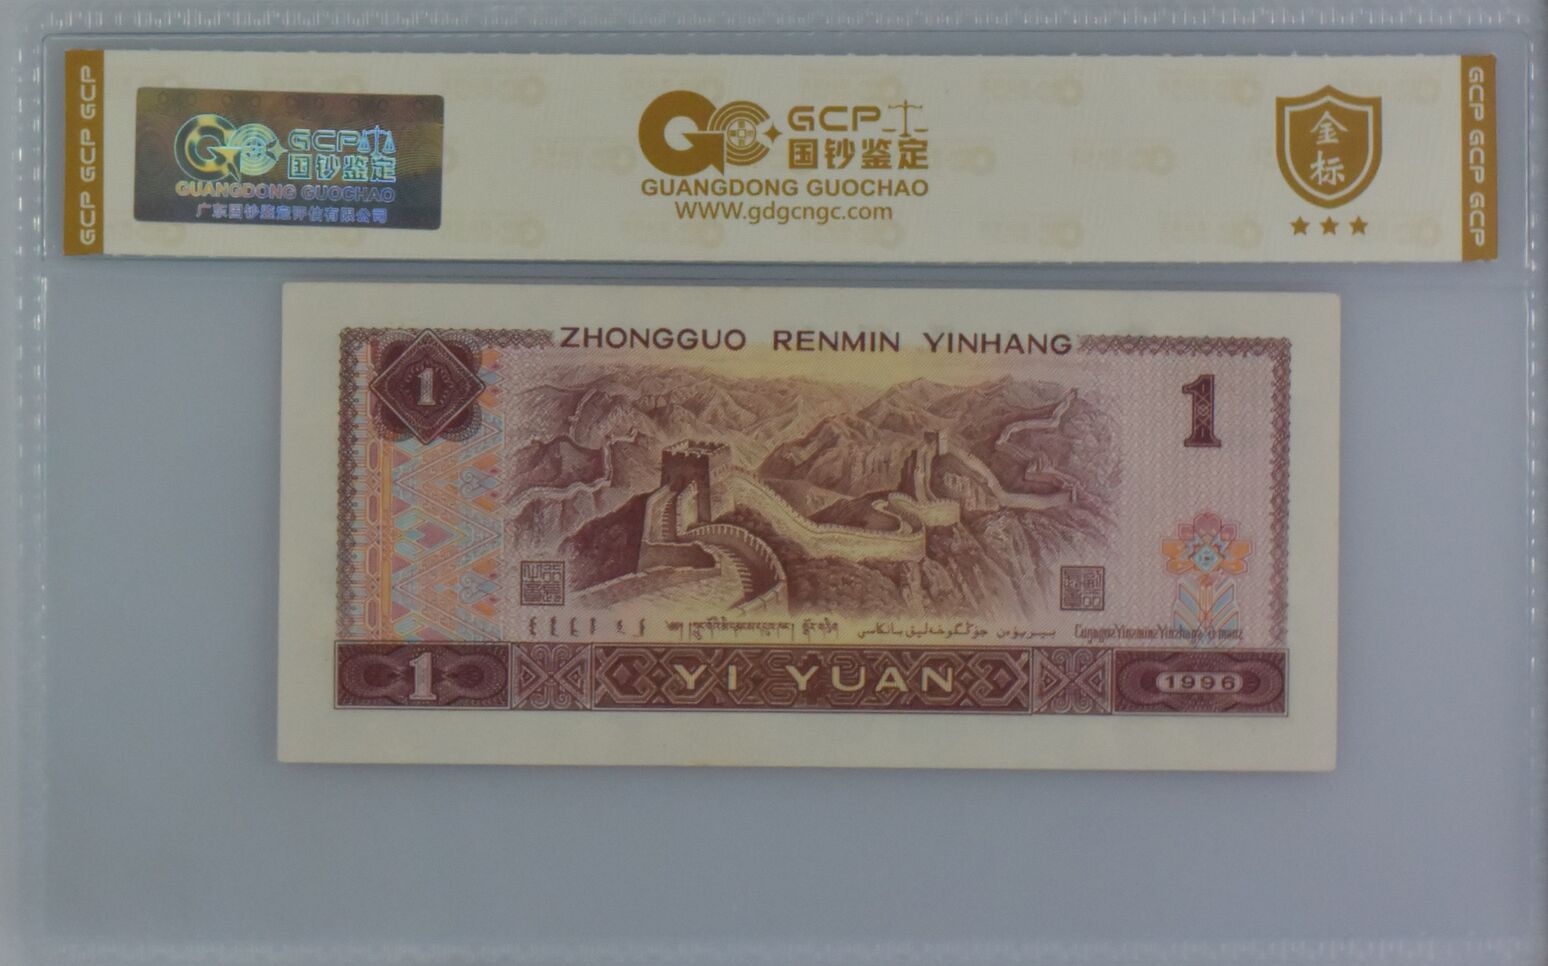 GCP GCP GCP
GCP
国钞鉴定
GUANGDONG GUOCHAO
广东国钞鉴定评估有限公司
GCP
国钞鉴定
GUANGDONG GUOCHAO
WWW.gdgcngc.com
金标
GCP GCP GCP
ZHONGGUO RENMIN YINHANG
1
1
1
YI YUAN
1996